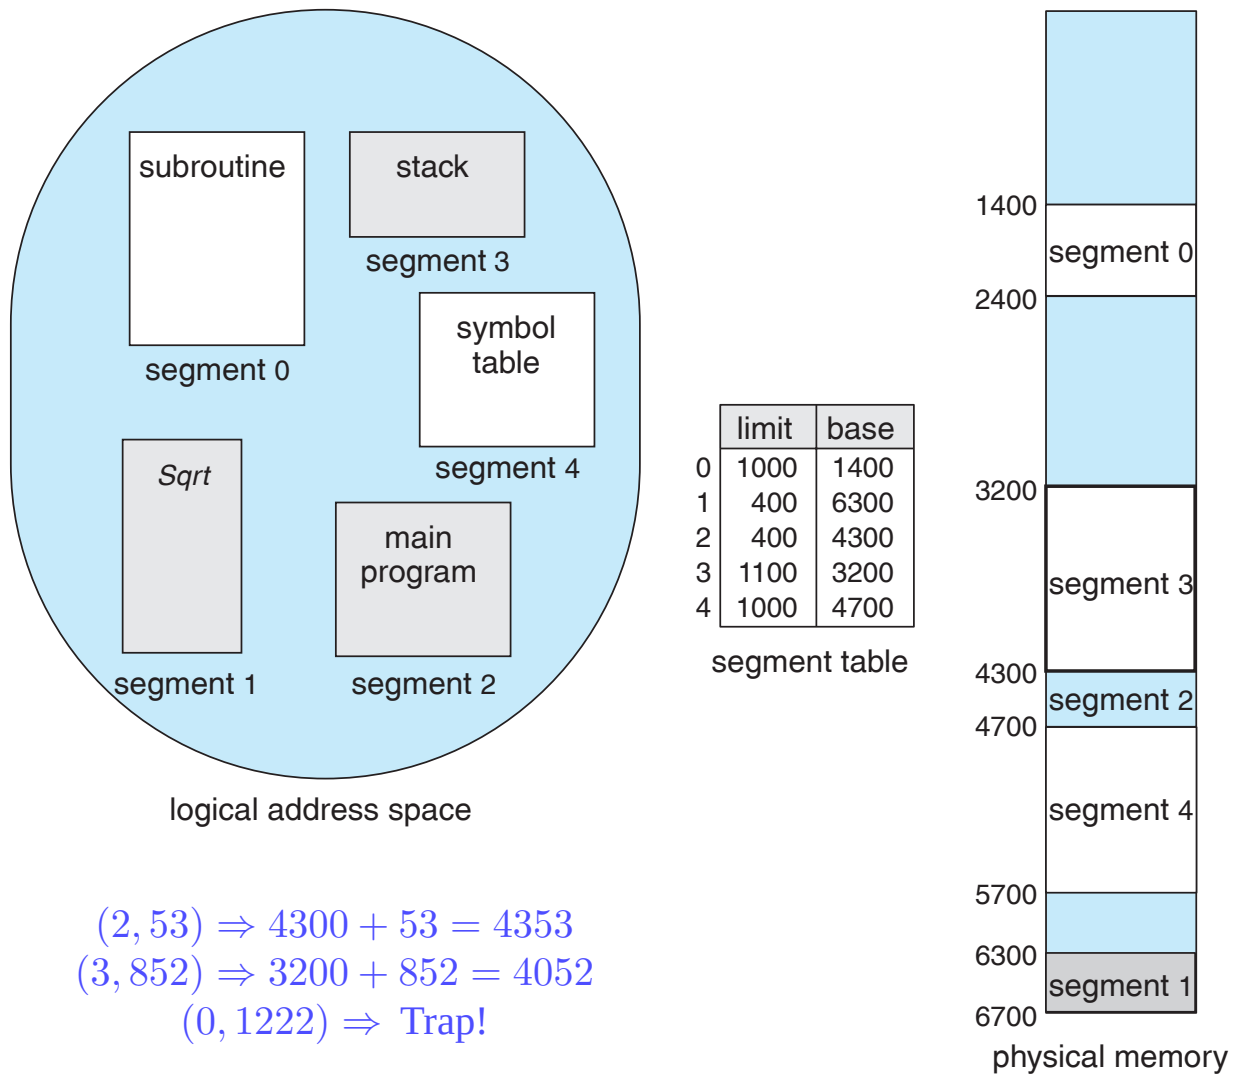 subroutine
segment 0
stack
segment 3
symbol
table
segment 4
Sqrt
segment 1
main
program
segment 2
logical address space
limit base
0 1000 1400
1 400 6300
2 400 4300
3 1100 3200
4 1000 4700
segment table
1400
segment 0
2400
3200
segment 3
4300
segment 2
4700
segment 4
5700
6300
segment 1
6700
physical memory
(2, 53) ⇒ 4300 + 53 = 4353
(3, 852) ⇒ 3200 + 852 = 4052
(0, 1222) ⇒ Trap!